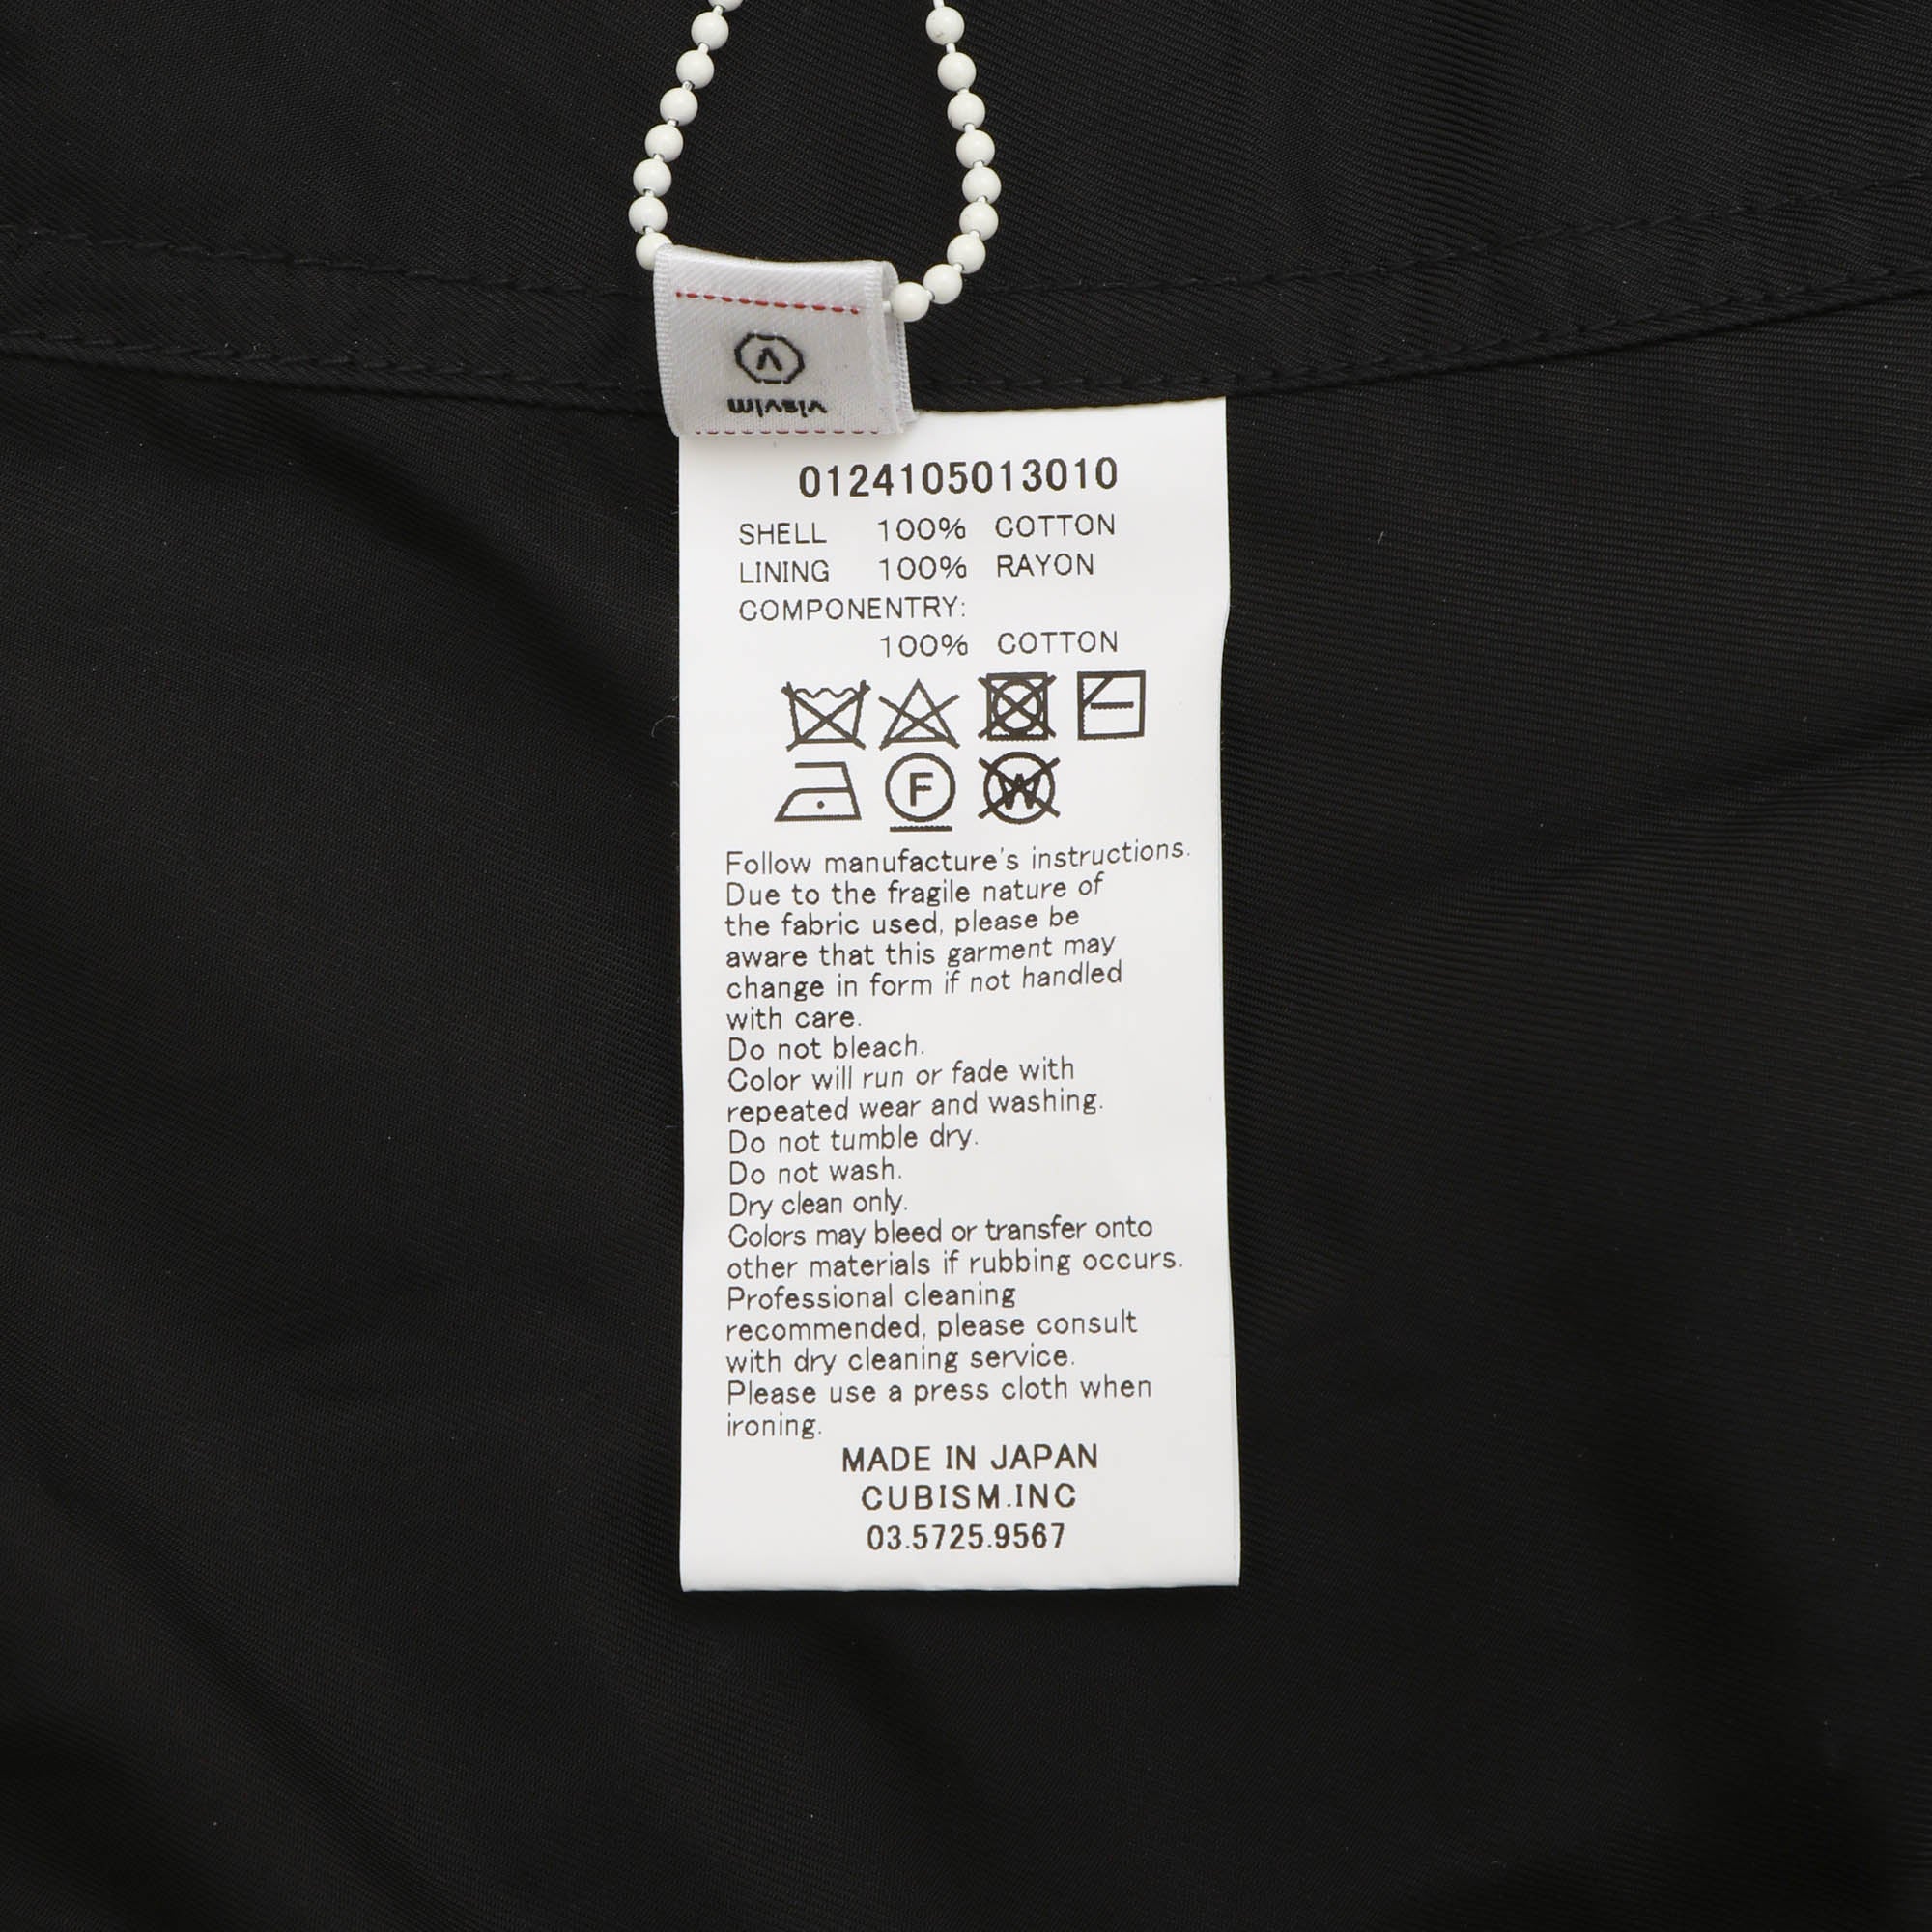 visvim
0124105013010
SHELL 100% COTTON
LINING 100% RAYON
COMPONENTRY:
100% COTTON
F
W
Follow manufacture's instructions.
Due to the fragile nature of
the fabric used, please be
aware that this garment may
change in form if not handled
with care.
Do not bleach.
Color will run or fade with
repeated wear and washing.
Do not tumble dry.
Do not wash.
Dry clean only.
Colors may bleed or transfer onto
other materials if rubbing occurs.
Professional cleaning
recommended, please consult
with dry cleaning service.
Please use a press cloth when
ironing.
MADE IN JAPAN
CUBISM.INC
03.5725.9567